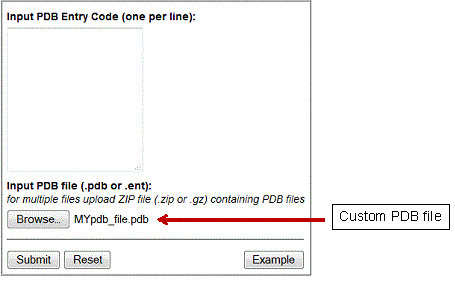 Input PDB Entry Code (one per line):
Input PDB file (.pdb or .ent):
for multiple files upload ZIP file (.zip or .gz) containing PDB files
Browse... MYpdb_file.pdb
Custom PDB file
Submit Reset Example